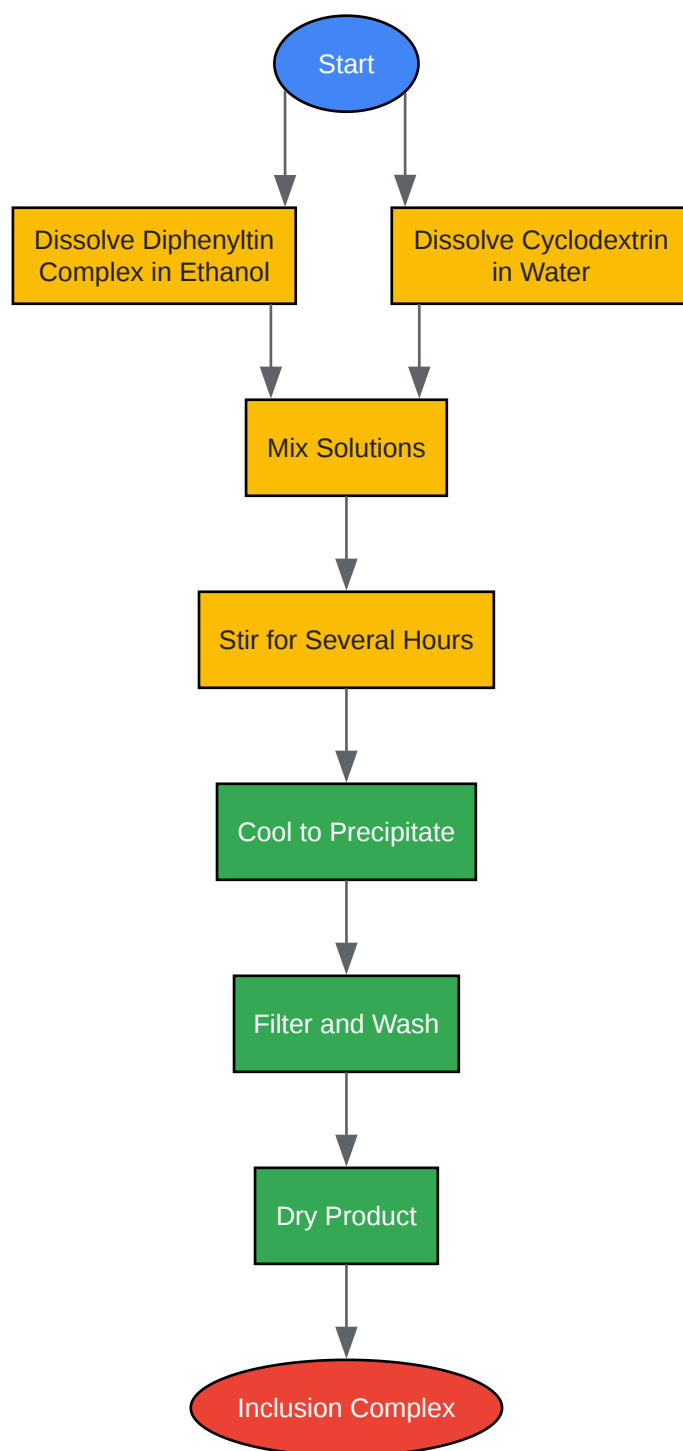 Start
Dissolve Diphenyltin
Complex in Ethanol
Dissolve Cyclodextrin
in Water
Mix Solutions
Stir for Several Hours
Cool to Precipitate
Filter and Wash
Dry Product
Inclusion Complex